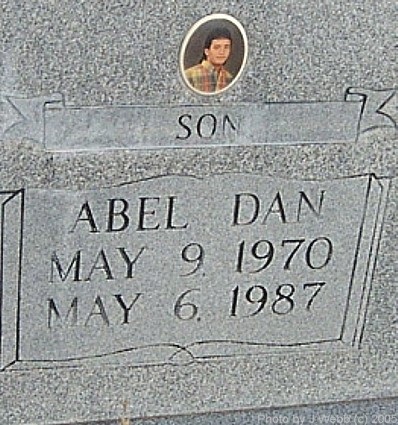 SON
ABEL DAN
MAY 9, 1970
MAY 6, 1987
Photo by J Webb (c) 2005